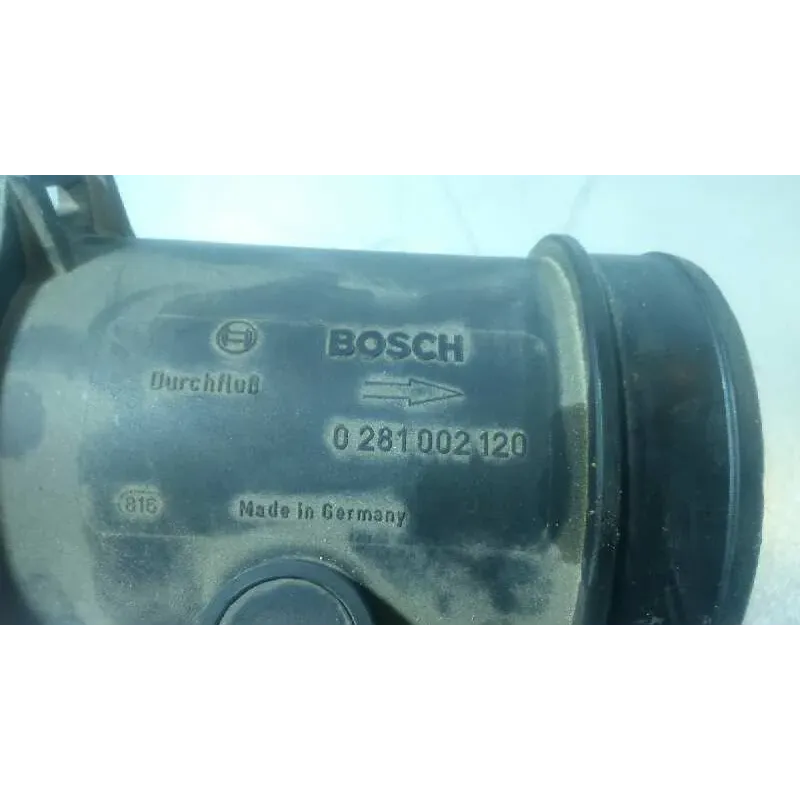 BOSCH
Durchfluß
0 281 002 120
816
Made in Germany